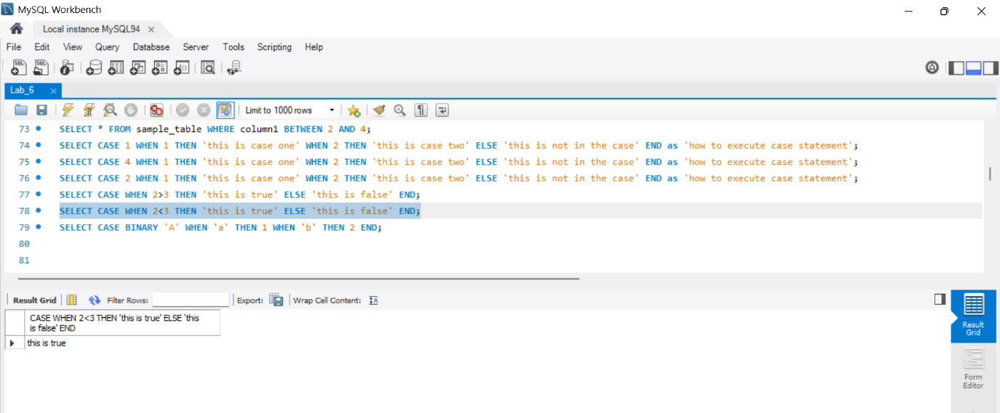 MySQL Workbench
Local instance MySQL94
File Edit View Query Database Server Tools Scripting Help
Lab_6
Limit to 1000 rows
73 SELECT * FROM sample_table WHERE column1 BETWEEN 2 AND 4;
74 SELECT CASE 1 WHEN 1 THEN 'this is case one' WHEN 2 THEN 'this is case two' ELSE 'this is not in the case' END as 'how to execute case statement';
75 SELECT CASE 4 WHEN 1 THEN 'this is case one' WHEN 2 THEN 'this is case two' ELSE 'this is not in the case' END as 'how to execute case statement';
76 SELECT CASE 2 WHEN 1 THEN 'this is case one' WHEN 2 THEN 'this is case two' ELSE 'this is not in the case' END as 'how to execute case statement';
77 SELECT CASE WHEN 2>3 THEN 'this is true' ELSE 'this is false' END;
78 SELECT CASE WHEN 2<3 THEN 'this is true' ELSE 'this is false' END;
79 SELECT CASE BINARY 'A' WHEN 'a' THEN 1 WHEN 'b' THEN 2 END;
80
81
Result Grid Filter Rows: Export: Wrap Cell Content:
CASE WHEN 2<3 THEN 'this is true' ELSE 'this
is false' END
this is true
Result
Grid
Form
Editor